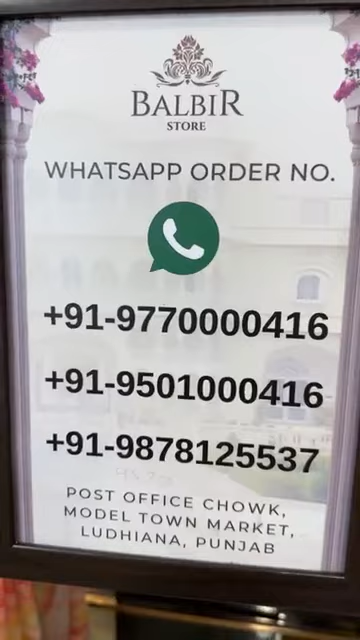 BALBIR
STORE
WHATSAPP ORDER NO.
+91-9770000416
+91-9501000416
+91-9878125537
POST OFFICE CHOWK,
MODEL TOWN MARKET,
LUDHIANA, PUNJAB